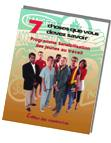 7 choses que vous
devez savoir
Programme sensibilisation
des jeunes au travail